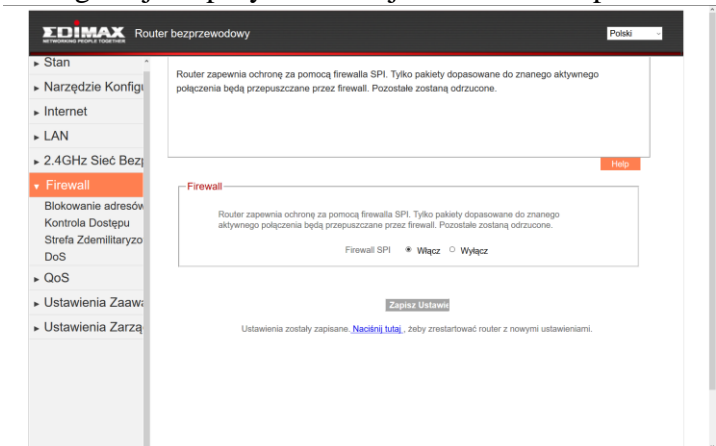 EDIMAX
NETWORKING PEOPLE TOGETHER
Router bezprzewodowy
Polski
Stan
Narzędzie Konfigu
Internet
LAN
2.4GHz Sieć Bezp
Firewall
Blokowanie adresów
Kontrola Dostępu
Strefa Zdemilitaryzo
DoS
QoS
Ustawienia Zaawa
Ustawienia Zarzą
Router zapewnia ochronę za pomocą firewalla SPI. Tylko pakiety dopasowane do znanego aktywnego
połączenia będą przepuszczane przez firewall. Pozostałe zostaną odrzucone.
Help
Firewall
Router zapewnia ochronę za pomocą firewalla SPI. Tylko pakiety dopasowane do znanego
aktywnego połączenia będą przepuszczane przez firewall. Pozostałe zostaną odrzucone.
Firewall SPI Włącz Wyłącz
Zapisz Ustawie
Ustawienia zostały zapisane. Naciśnij tutaj , żeby zrestartować router z nowymi ustawieniami.